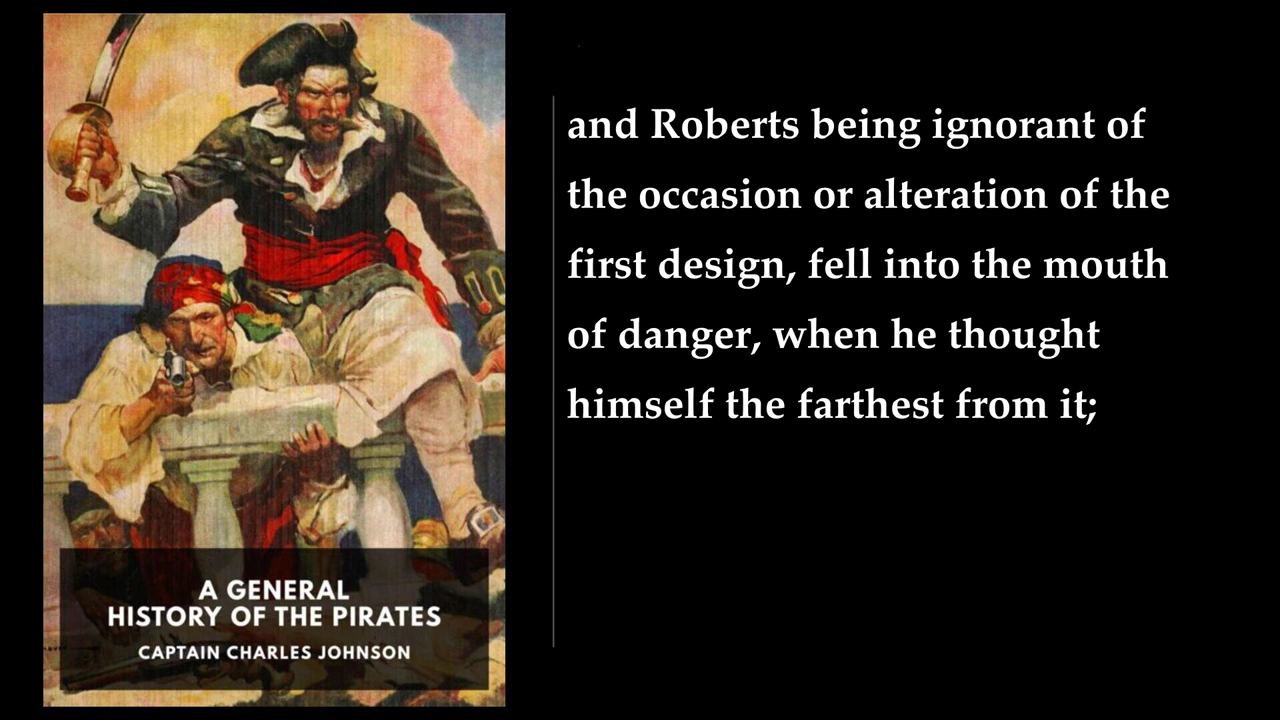 and Roberts being ignorant of
the occasion or alteration of the
first design, fell into the mouth
of danger, when he thought
himself the farthest from it;
A GENERAL
HISTORY OF THE PIRATES
CAPTAIN CHARLES JOHNSON